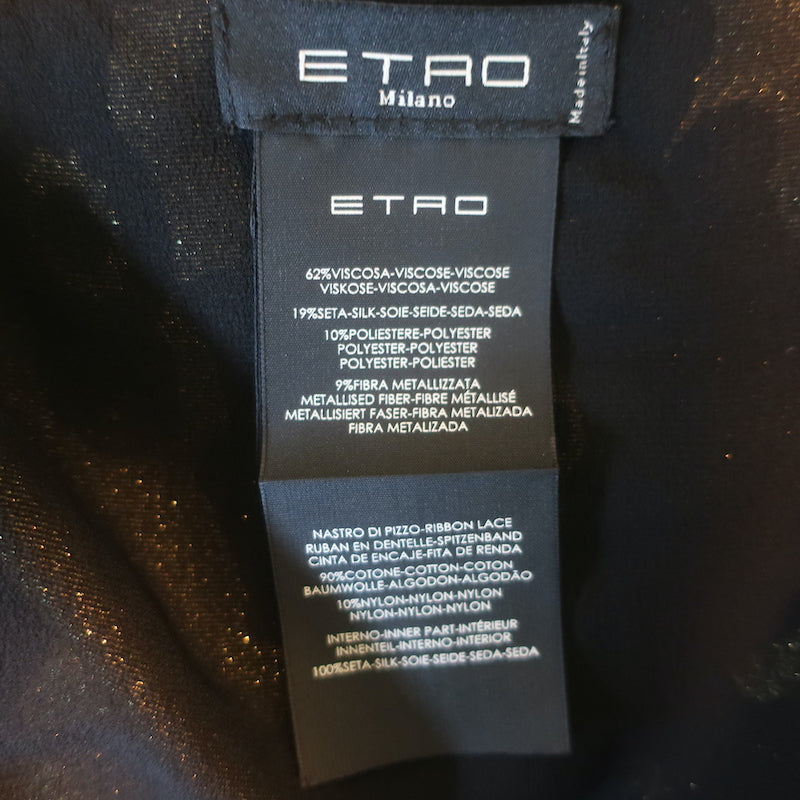 ETRO
Milano
Made in Italy
ETRO
62%VISCOSA-VISCOSE-VISCOSE
VISKOSE-VISCOSA-VISCOSE
19%SETA-SILK-SOIE-SEIDE-SEDA-SEDA
10%POLIESTERE-POLYESTER
POLYESTER-POLYESTER
POLYESTER-POLIESTER
9%FIBRA METALLIZZATA
METALLISED FIBER-FIBRE MÉTALLISÉ
METALLISIERT FASER-FIBRA METALIZADA
FIBRA METALIZADA
NASTRO DI PIZZO-RIBBON LACE
RUBAN EN DENTELLE-SPITZENBAND
CINTA DE ENCAJE-FITA DE RENDA
90%COTONE-COTTON-COTON
BAUMWOLLE-ALGODON-ALGODÃO
10%NYLON-NYLON-NYLON
NYLON-NYLON-NYLON
INTERNO-INNER PART-INTÉRIEUR
INNENTEIL-INTERNO-INTERIOR
100%SETA-SILK-SOIE-SEIDE-SEDA-SEDA